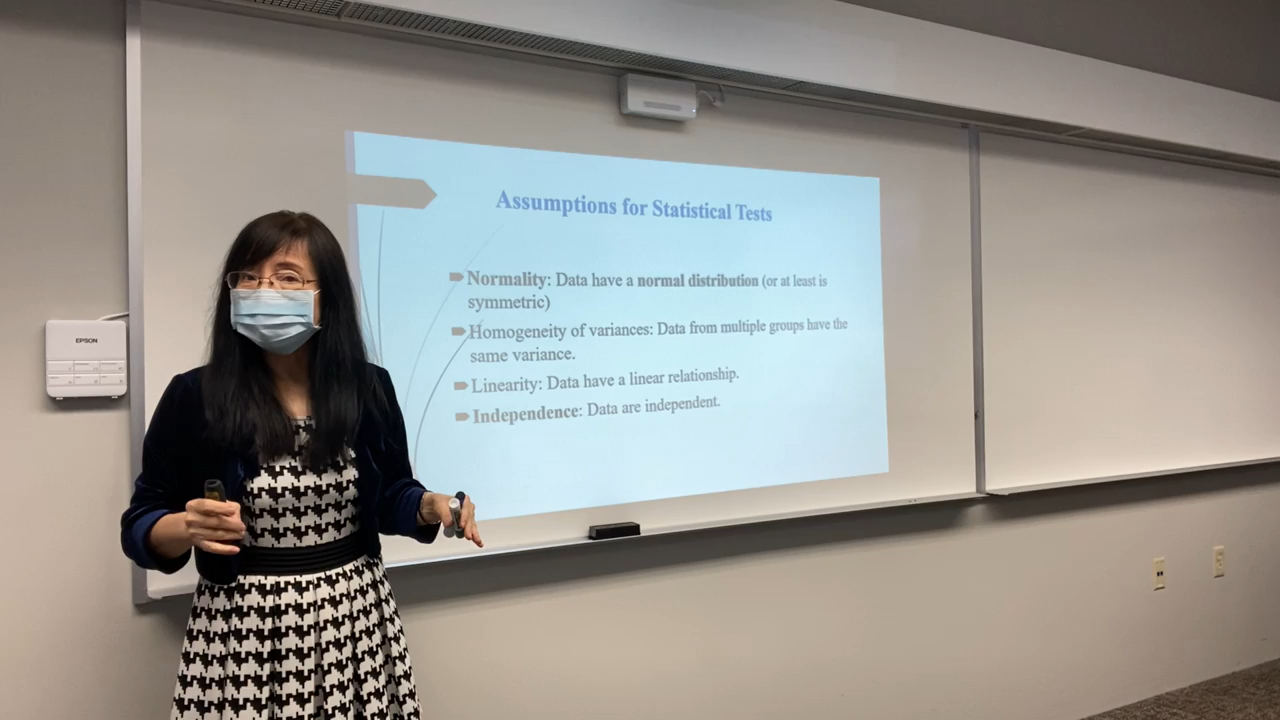 Assumptions for Statistical Tests
Normality: Data have a normal distribution (or at least is
symmetric)
Homogeneity of variances: Data from multiple groups have the
same variance.
Linearity: Data have a linear relationship.
Independence: Data are independent.
EPSON